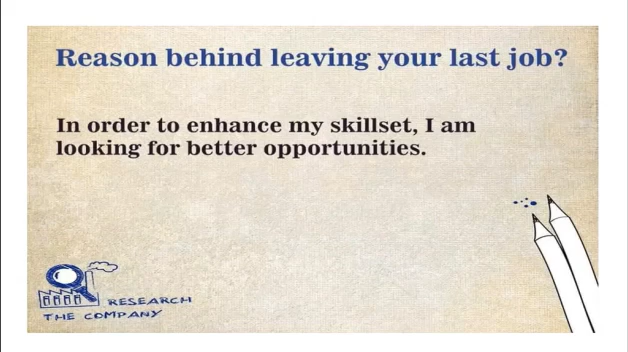 Reason behind leaving your last job?
In order to enhance my skillset, I am
looking for better opportunities.
RESEARCH
THE COMPANY